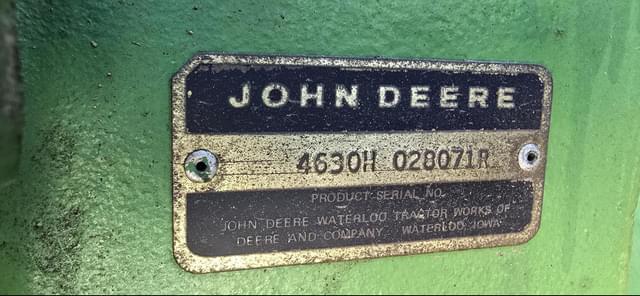 JOHN DEERE
4630H 028071R
PRODUCT SERIAL NO.
JOHN DEERE WATERLOO TRACTOR WORKS OF
DEERE AND COMPANY WATERLOO, IOWA